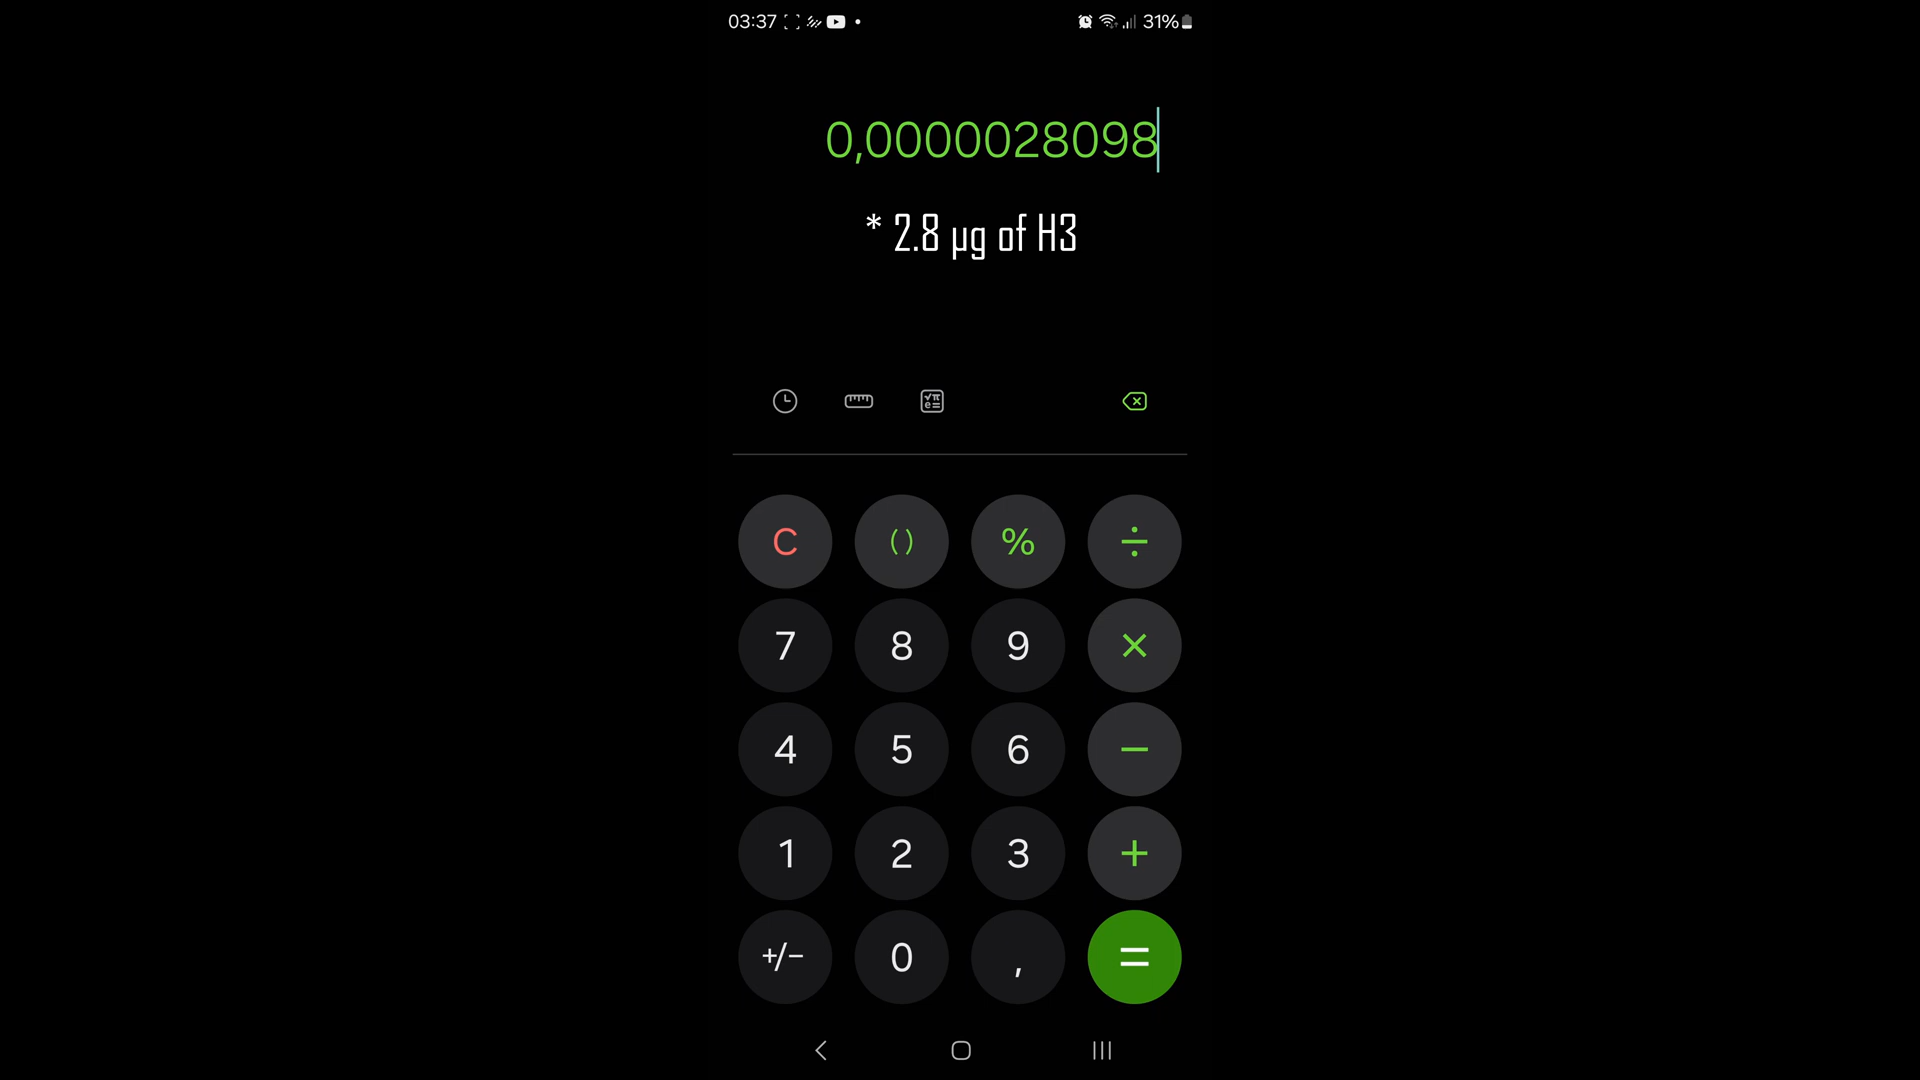 03:37 31%
0,0000028098
* 2.8 µg of H3
C () % ÷
7 8 9 ×
4 5 6 −
1 2 3 +
+/− 0 , =